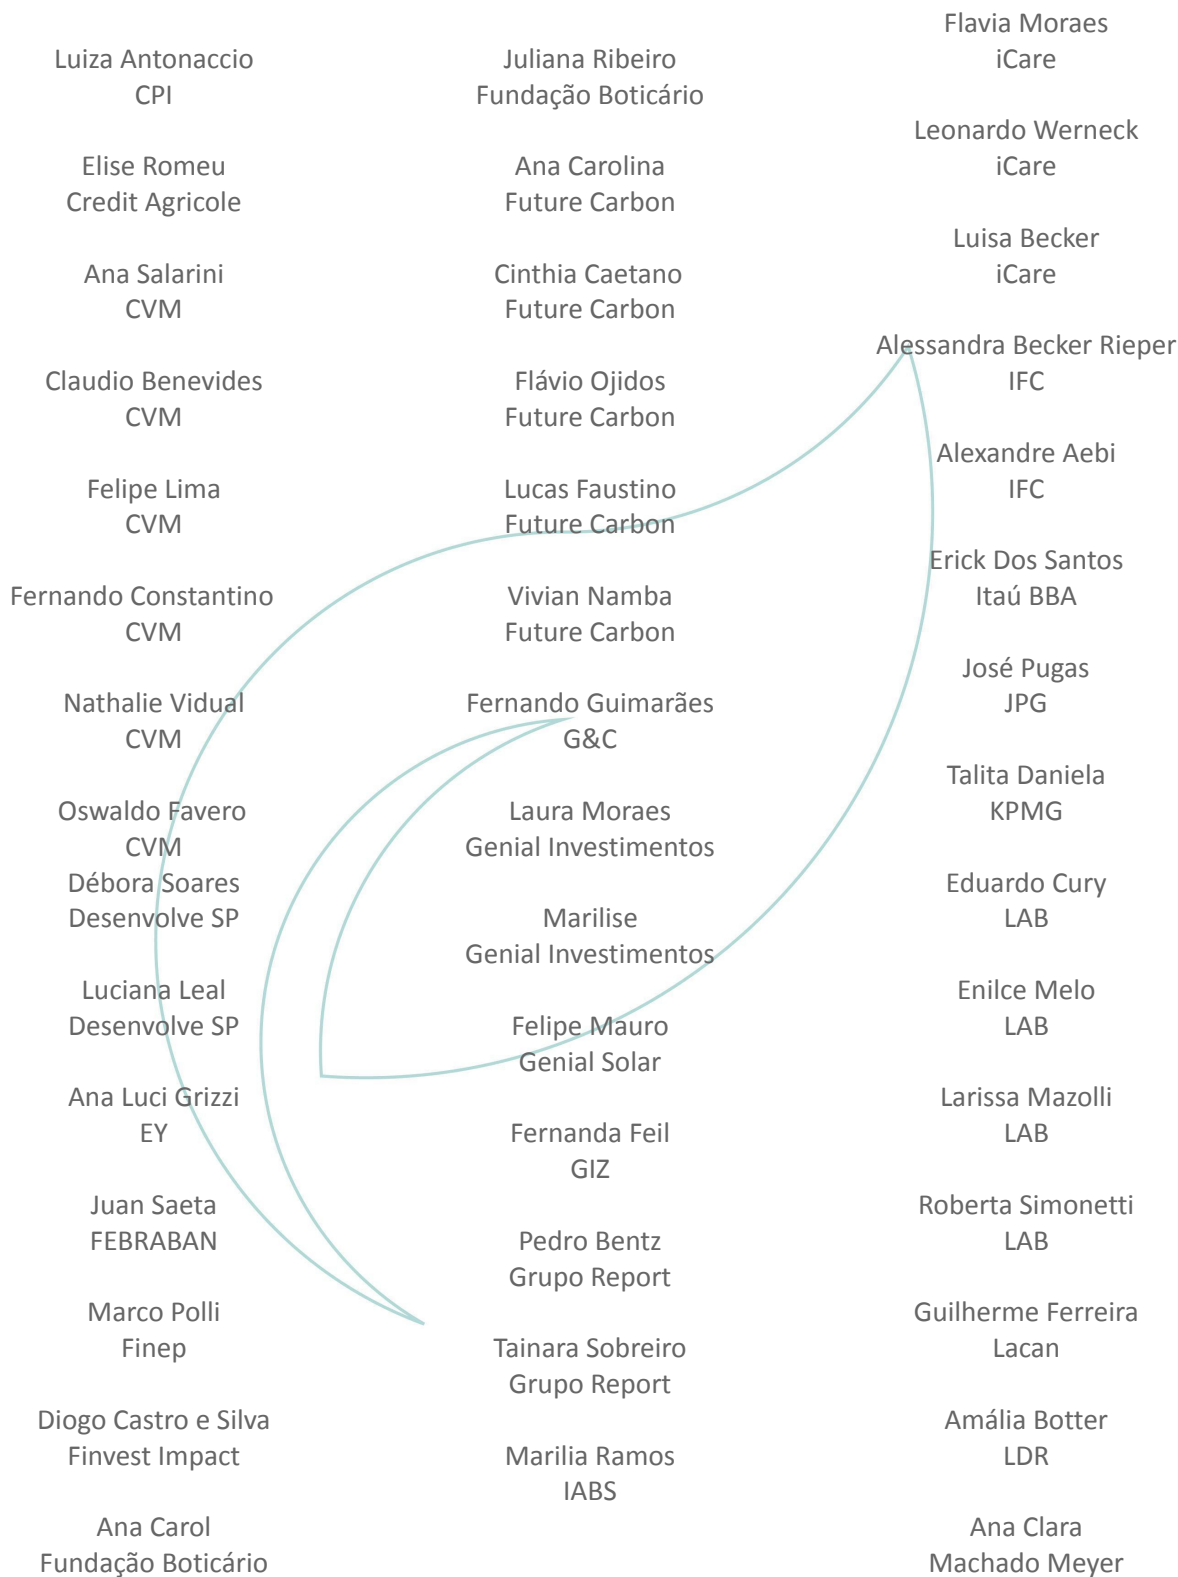 Luiza Antonaccio
CPI
Elise Romeu
Credit Agricole
Ana Salarini
CVM
Claudio Benevides
CVM
Felipe Lima
CVM
Fernando Constantino
CVM
Nathalie Vidual
CVM
Oswaldo Favero
CVM
Débora Soares
Desenvolve SP
Luciana Leal
Desenvolve SP
Ana Luci Grizzi
EY
Juan Saeta
FEBRABAN
Marco Polli
Finep
Diogo Castro e Silva
Finvest Impact
Ana Carol
Fundação Boticário
Juliana Ribeiro
Fundação Boticário
Ana Carolina
Future Carbon
Cinthia Caetano
Future Carbon
Flávio Ojidos
Future Carbon
Lucas Faustino
Future Carbon
Vivian Namba
Future Carbon
Fernando Guimarães
G&C
Laura Moraes
Genial Investimentos
Marilise
Genial Investimentos
Felipe Mauro
Genial Solar
Fernanda Feil
GIZ
Pedro Bentz
Grupo Report
Tainara Sobreiro
Grupo Report
Marilia Ramos
IABS
Flavia Moraes
iCare
Leonardo Werneck
iCare
Luisa Becker
iCare
Alessandra Becker Rieper
IFC
Alexandre Aebi
IFC
Erick Dos Santos
Itaú BBA
José Pugas
JPG
Talita Daniela
KPMG
Eduardo Cury
LAB
Enilce Melo
LAB
Larissa Mazolli
LAB
Roberta Simonetti
LAB
Guilherme Ferreira
Lacan
Amália Botter
LDR
Ana Clara
Machado Meyer